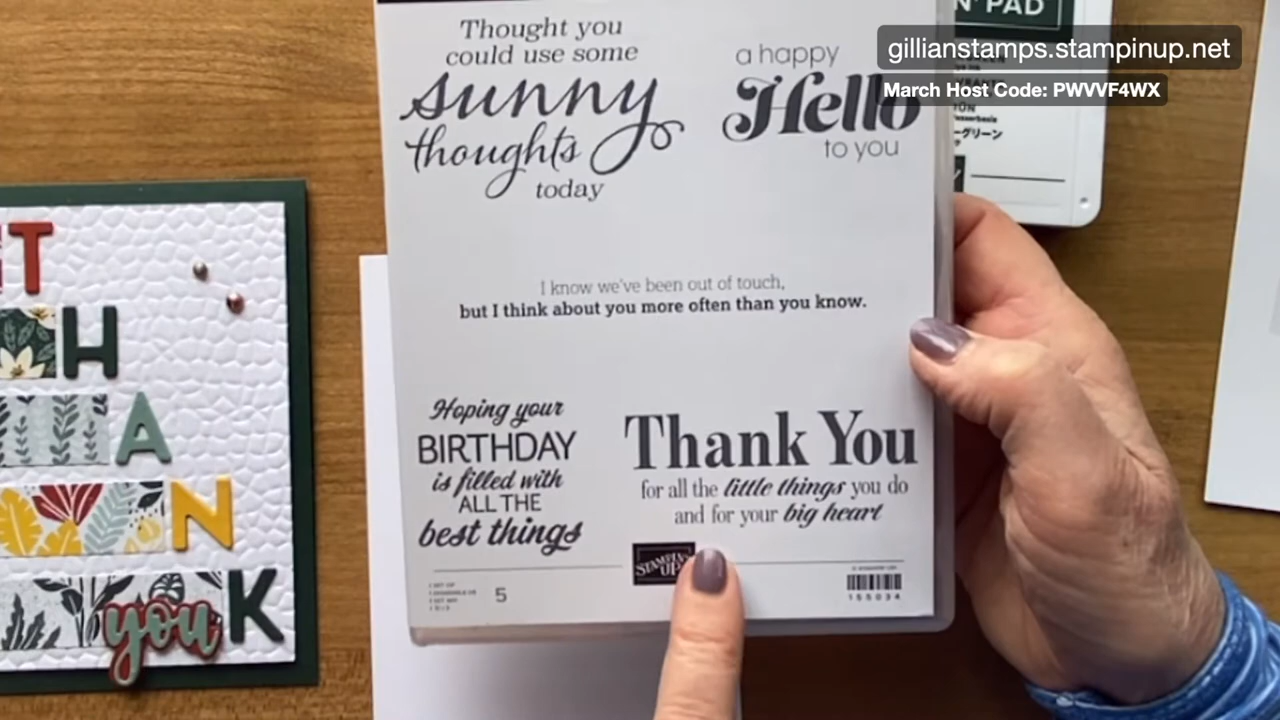 N' PAD
gillianstamps.stampinup.net
March Host Code: PWVVF4WX
Thought you
could use some
sunny
thoughts
today
a happy
Hello
to you
I know we've been out of touch,
but I think about you more often than you know.
Hoping your
BIRTHDAY
is filled with
ALL THE
best things
Thank You
for all the little things you do
and for your big heart
STAMPIN' UP!
5
155034
T
H
A
N
K
you